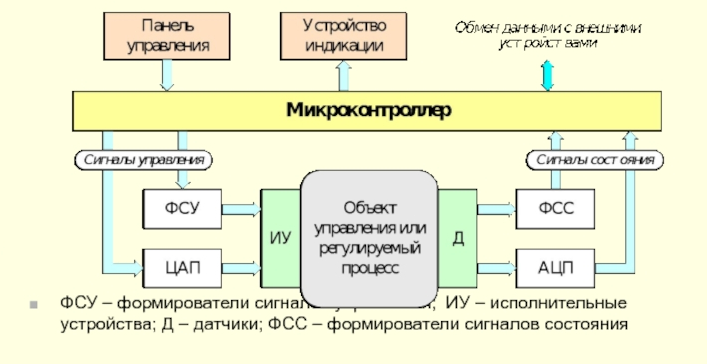 Панель
управления
Устройство
индикации
Обмен данными с внешними
устройствами
Микроконтроллер
Сигналы управления
Сигналы состояния
ФСУ
ЦАП
ИУ
Объект
управления или
регулируемый
процесс
Д
ФСС
АЦП
ФСУ – формирователи ; ИУ – исполнительные
устройства; Д – датчики; ФСС – формирователи сигналов состояния